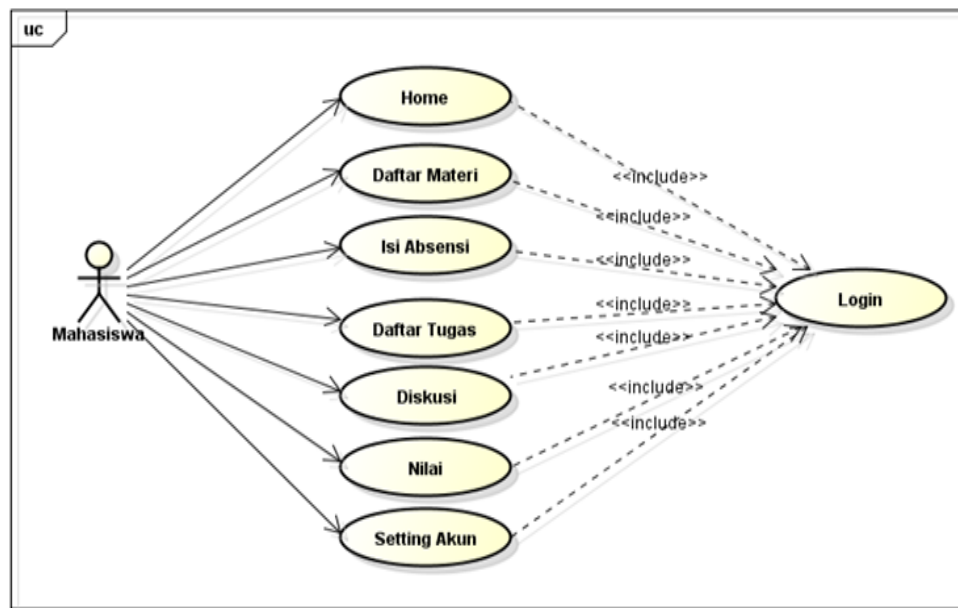 uc
Home
Daftar Materi
<<include>>
<<include>>
Isi Absensi
<<include>>
Login
Daftar Tugas
<<include>>
Mahasiswa
<<include>>
Diskusi
<<include>>
<<include>>
Nilai
Setting Akun